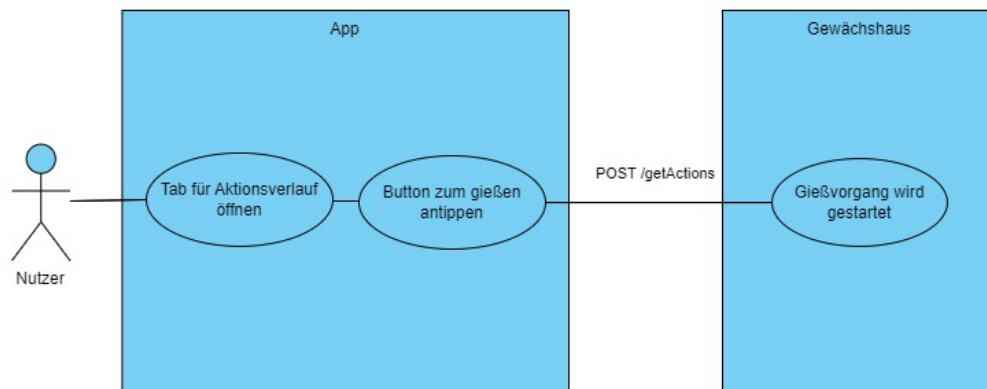 App
Gewächshaus
Tab für Aktionsverlauf
öffnen
Button zum gießen
antippen
POST /getActions
Gießvorgang wird
gestartet
Nutzer